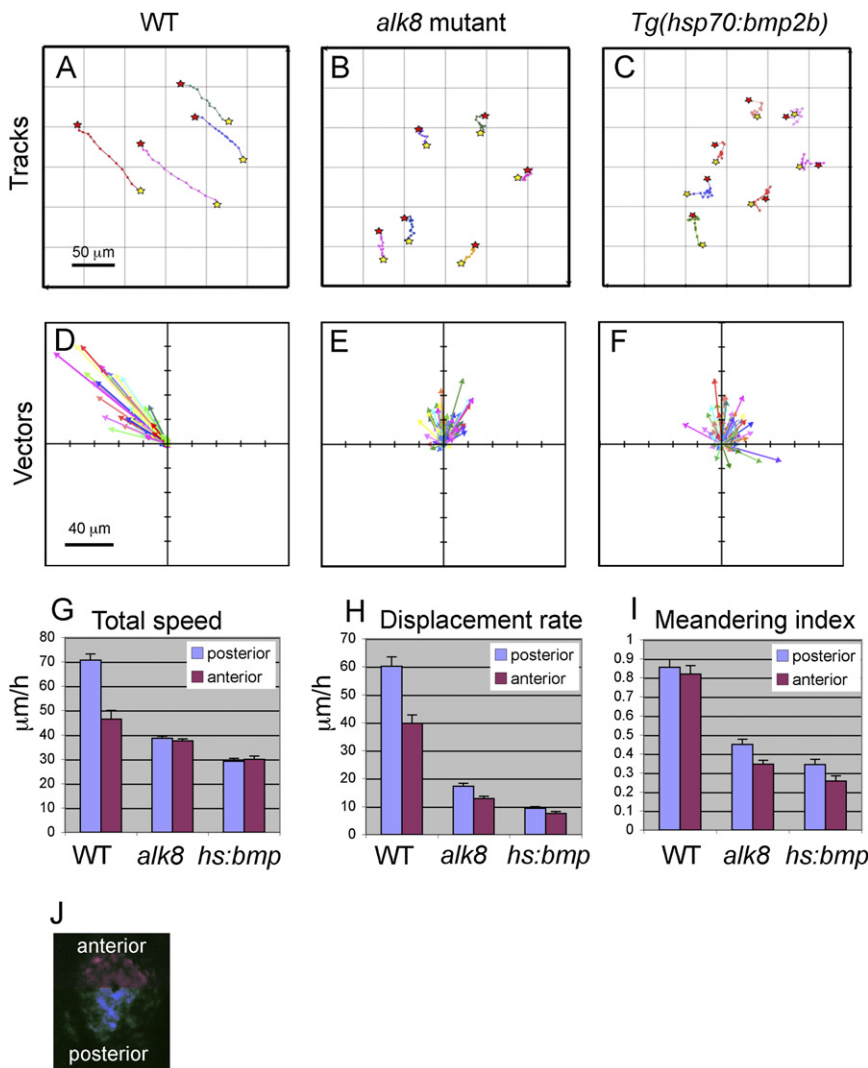 WT
alk8 mutant
Tg(hsp70:bmp2b)
Tracks
A
B
C
50 μm
Vectors
D
E
F
40 μm
G
Total speed
μm/h
80
70
60
50
40
30
20
10
0
posterior
anterior
WT
alk8
hs:bmp
H
Displacement rate
μm/h
70
60
50
40
30
20
10
0
posterior
anterior
WT
alk8
hs:bmp
I
Meandering index
1
0.9
0.8
0.7
0.6
0.5
0.4
0.3
0.2
0.1
0
posterior
anterior
WT
alk8
hs:bmp
J
anterior
posterior